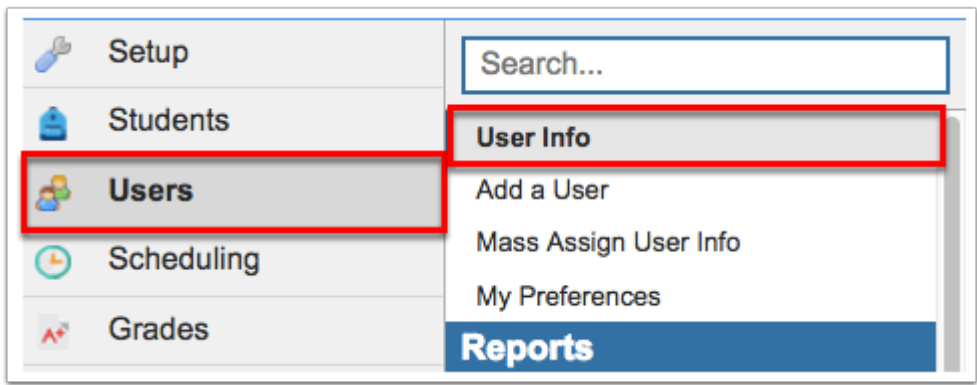 Setup
Students
Users
Scheduling
A+
Grades
Search...
User Info
Add a User
Mass Assign User Info
My Preferences
Reports